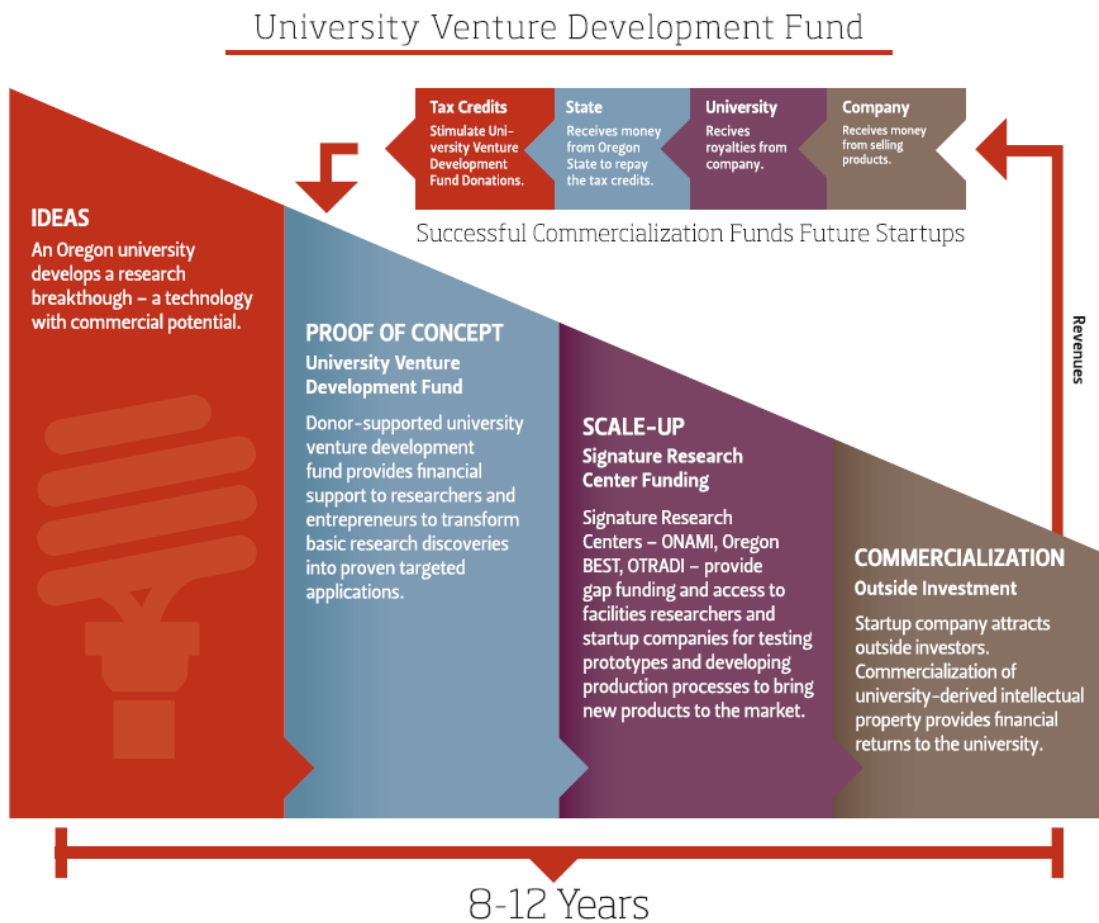 University Venture Development Fund
Tax Credits
Stimulate Uni-
versity Venture
Development
Fund Donations.
State
Receives money
from Oregon
State to repay
the tax credits.
University
Recives
royalties from
company.
Company
Receives money
from selling
products.
Successful Commercialization Funds Future Startups
Revenues
IDEAS
An Oregon university
develops a research
breakthough – a technology
with commercial potential.
PROOF OF CONCEPT
University Venture
Development Fund
Donor-supported university
venture development
fund provides financial
support to researchers and
entrepreneurs to transform
basic research discoveries
into proven targeted
applications.
SCALE-UP
Signature Research
Center Funding
Signature Research
Centers – ONAMI, Oregon
BEST, OTRADI – provide
gap funding and access to
facilities researchers and
startup companies for testing
prototypes and developing
production processes to bring
new products to the market.
COMMERCIALIZATION
Outside Investment
Startup company attracts
outside investors.
Commercialization of
university-derived intellectual
property provides financial
returns to the university.
8-12 Years